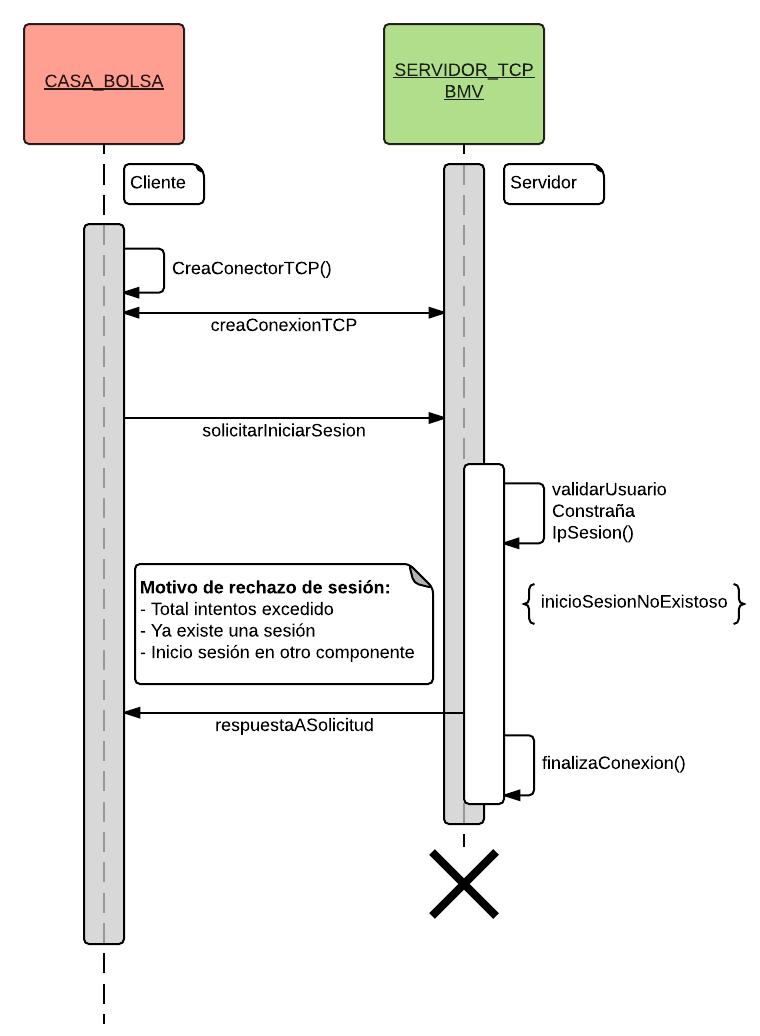 CASA_BOLSA
SERVIDOR_TCP
BMV
Cliente
Servidor
CreaConectorTCP()
creaConexionTCP
solicitarIniciarSesion
validarUsuario
Constraña
IpSesion()
Motivo de rechazo de sesión:
- Total intentos excedido
- Ya existe una sesión
- Inicio sesión en otro componente
inicioSesionNoExistoso
respuestaASolicitud
finalizaConexion()